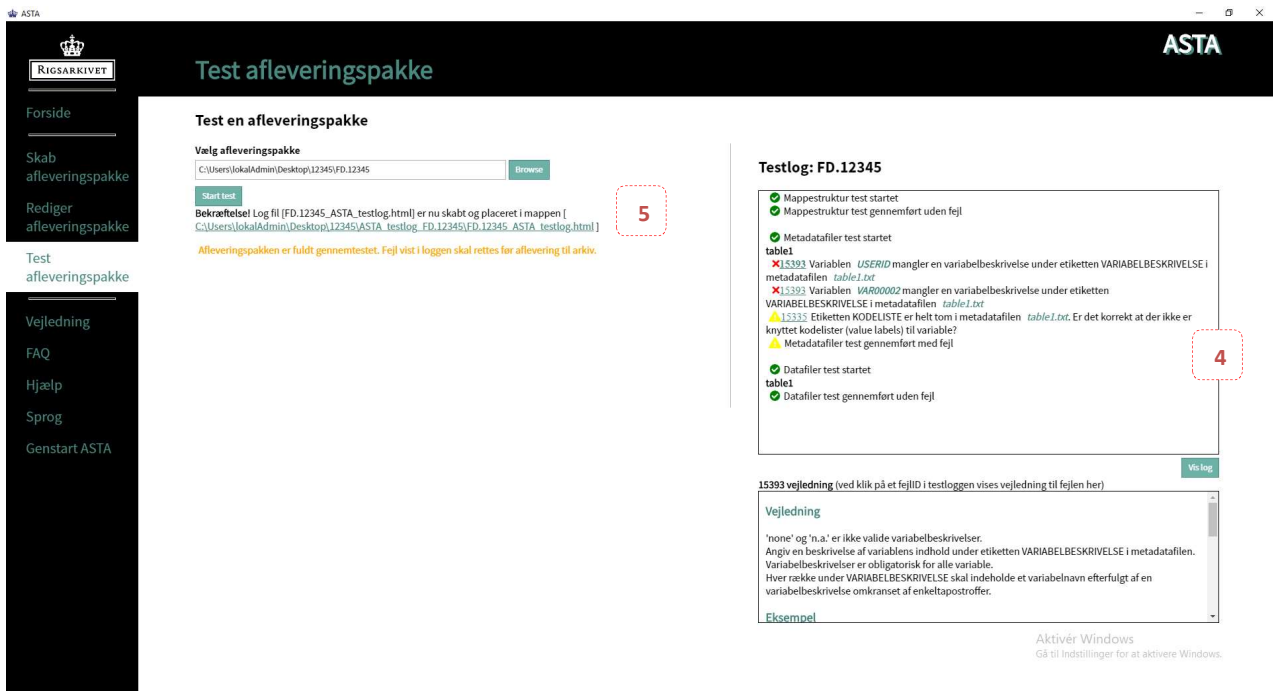 ASTA
RIGSARKIVET
ASTA
Test afleveringspakke
Forside
Skab
afleveringspakke
Rediger
afleveringspakke
Test
afleveringspakke
Vejledning
FAQ
Hjælp
Sprog
Genstart ASTA
Test en afleveringspakke
Vælg afleveringspakke
C:\Users\lokalAdmin\Desktop\12345\FD.12345
Browse
Start test
Bekræftelse! Log fil [FD.12345_ASTA_testlog.html] er nu skabt og placeret i mappen [
C:\Users\lokalAdmin\Desktop\12345\ASTA_testlog_FD.12345\FD.12345_ASTA_testlog.html ]
5
Afleveringspakken er fuldt gennemtestet. Fejl vist i loggen skal rettes før aflevering til arkiv.
Testlog: FD.12345
Mappestruktur test startet
Mappestruktur test gennemført uden fejl
Metadatafiler test startet
table1
15393 Variablen USERID mangler en variabelbeskrivelse under etiketten VARIABELBESKRIVELSE i
metadatafilen table1.txt
15393 Variablen VAR00002 mangler en variabelbeskrivelse under etiketten
VARIABELBESKRIVELSE i metadatafilen table1.txt
15335 Etiketten KODELISTE er helt tom i metadatafilen table1.txt. Er det korrekt at der ikke er
knyttet kodelister (value labels) til variable?
Metadatafiler test gennemført med fejl
4
Datafiler test startet
table1
Datafiler test gennemført uden fejl
Vis log
15393 vejledning (ved klik på et fejlID i testloggen vises vejledning til fejlen her)
Vejledning
'none' og 'n.a.' er ikke valide variabelbeskrivelser.
Angiv en beskrivelse af variablens indhold under etiketten VARIABELBESKRIVELSE i metadatafilen.
Variabelbeskrivelser er obligatorisk for alle variable.
Hver række under VARIABELBESKRIVELSE skal indeholde et variabelnavn efterfulgt af en
variabelbeskrivelse omkranset af enkeltapostroffer.
Eksempel
Aktivér Windows
Gå til Indstillinger for at aktivere Windows.